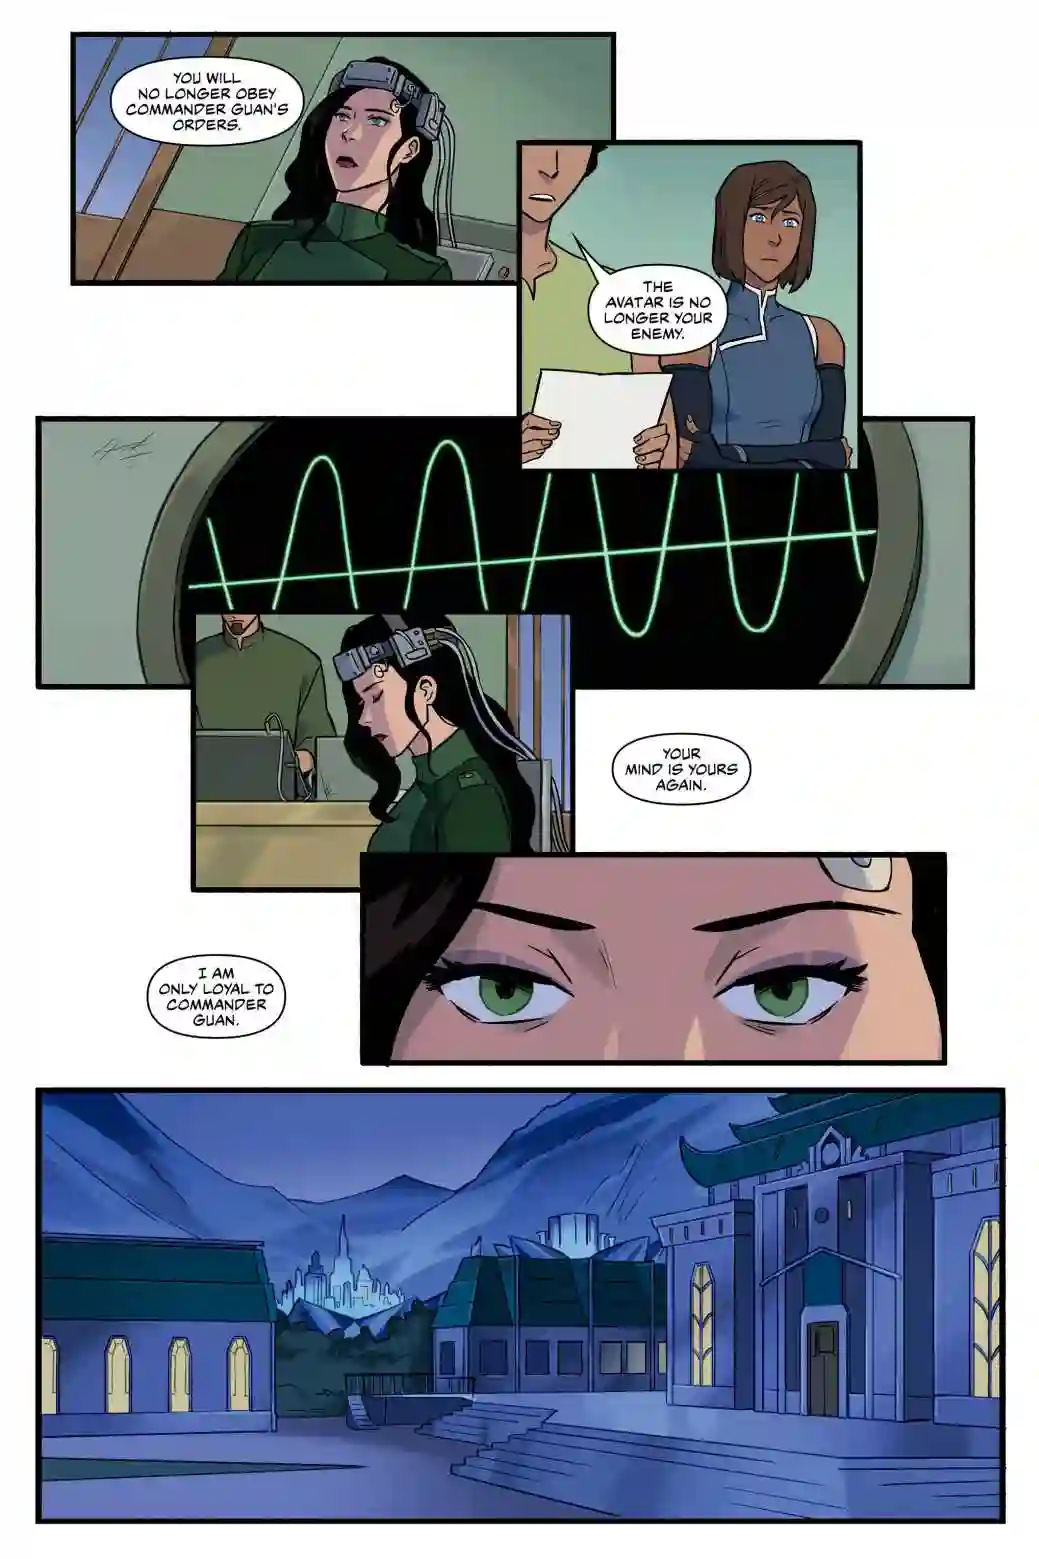 YOU WILL
NO LONGER OBEY
COMMANDER GUAN'S
ORDERS.
THE
AVATAR IS NO
LONGER YOUR
ENEMY.
YOUR
MIND IS YOURS
AGAIN.
I AM
ONLY LOYAL TO
COMMANDER
GUAN.